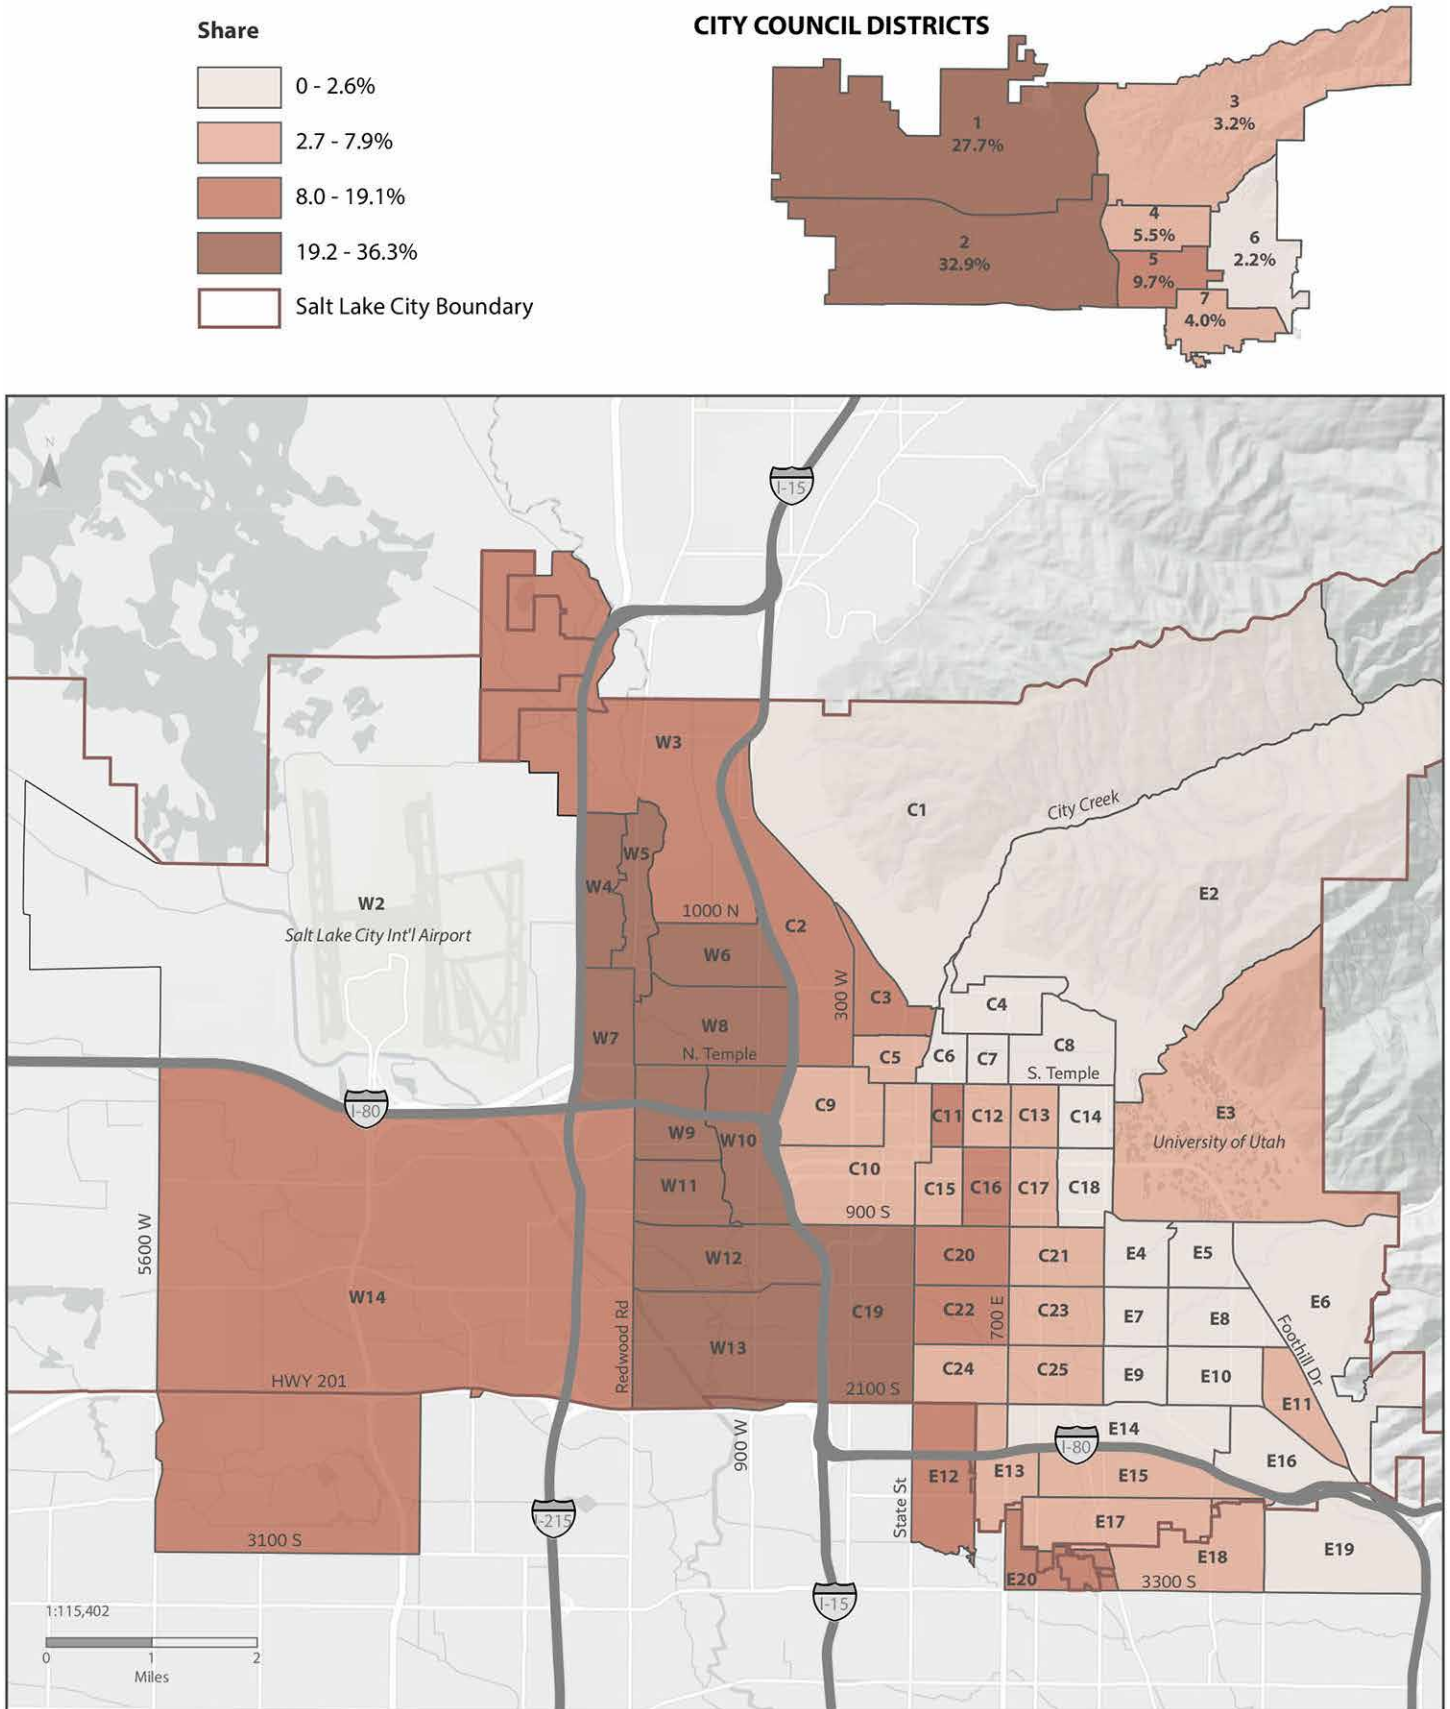 Share
0 - 2.6%
2.7 - 7.9%
8.0 - 19.1%
19.2 - 36.3%
Salt Lake City Boundary
CITY COUNCIL DISTRICTS
1
27.7%
3
3.2%
2
32.9%
4
5.5%
5
9.7%
6
2.2%
7
4.0%
N
I-15
W3
C1
City Creek
E2
W5
W4
W2
Salt Lake City Int'l Airport
1000 N
C2
W6
300 W
C3
C4
W7
W8
N. Temple
C5
C6
C7
C8
S. Temple
I-80
C9
C11
C12
C13
C14
E3
University of Utah
W9
W10
W11
C10
C15
C16
C17
C18
900 S
5600 W
W12
C20
C21
E4
E5
W14
C19
C22
700 E
C23
E7
E8
E6
Foothill Dr
Redwood Rd
W13
HWY 201
2100 S
C24
C25
E9
E10
E11
900 W
E14
I-80
E12
E13
E15
E16
State St
I-215
E17
3100 S
E18
E19
E20
3300 S
I-15
1:115,402
0 1 2
Miles